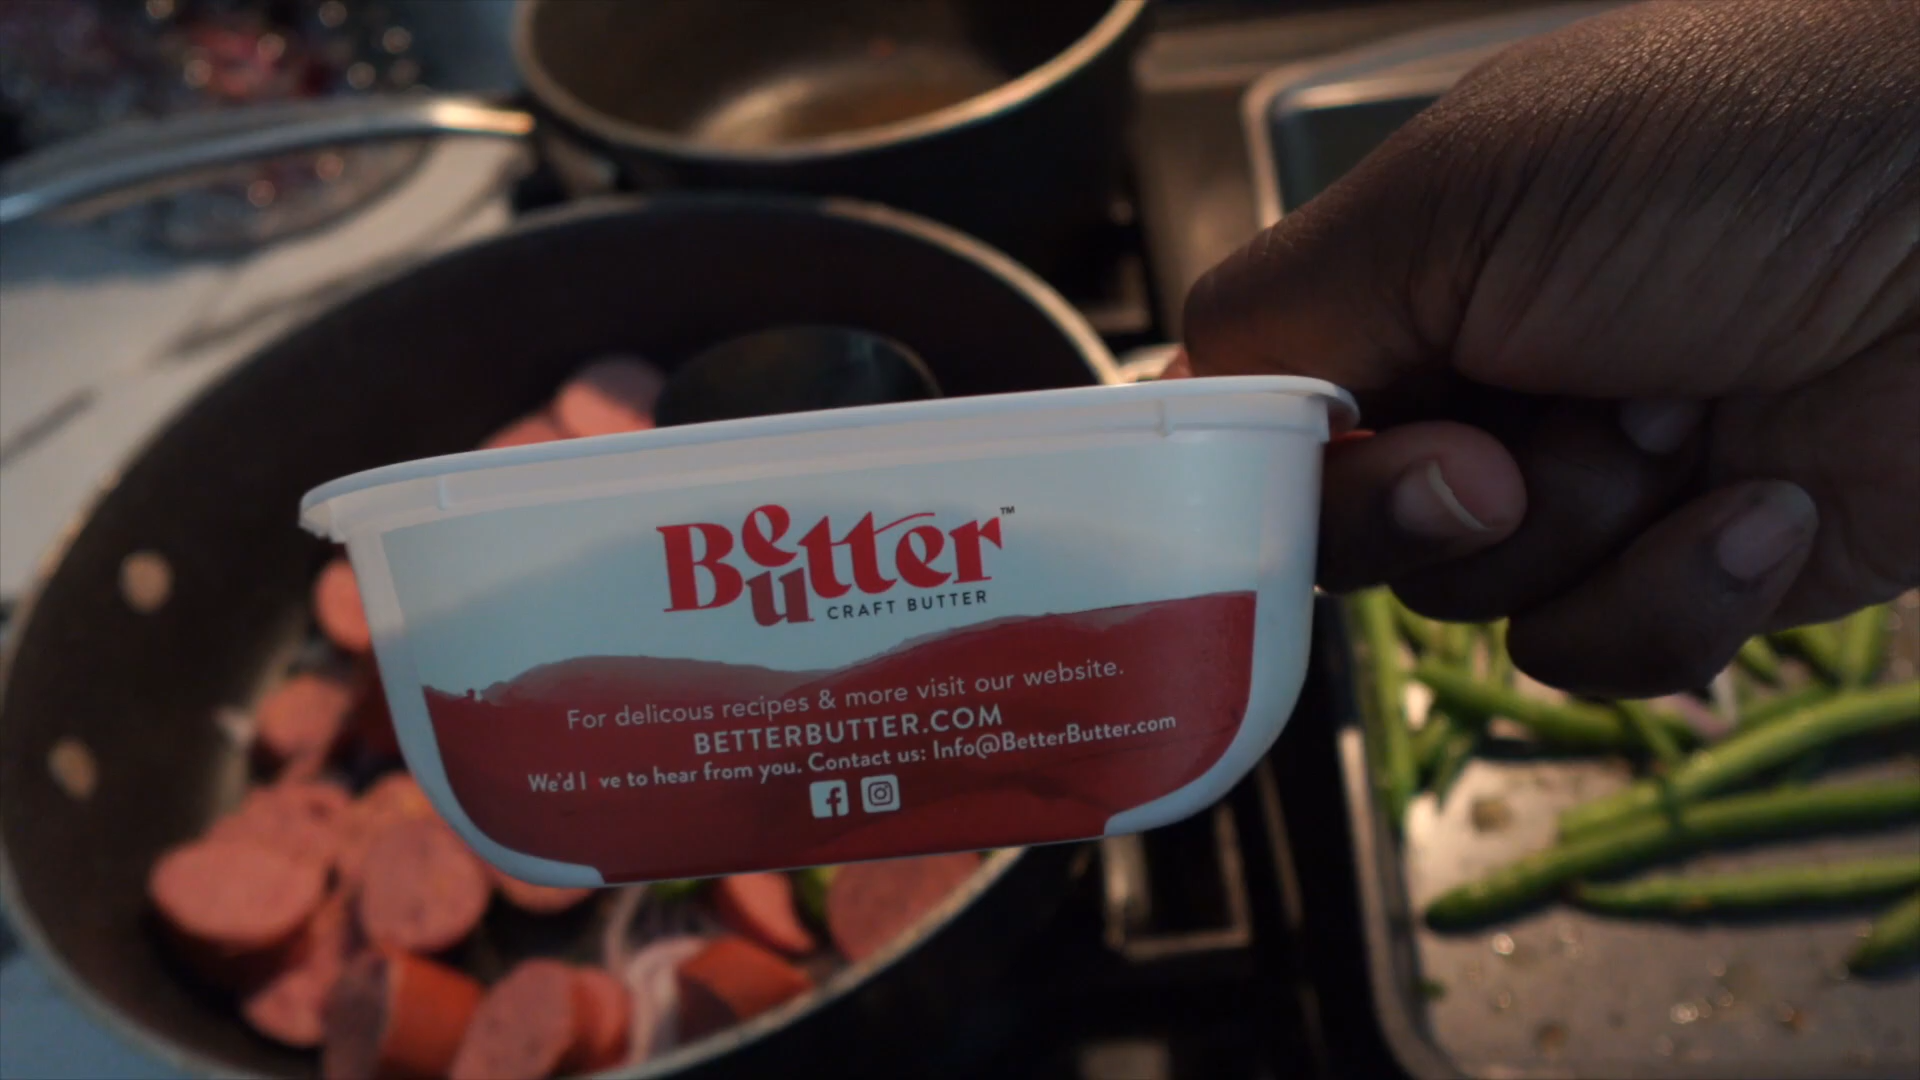 Beutter™
CRAFT BUTTER
For delicous recipes & more visit our website.
BETTERBUTTER.COM
We'd l ve to hear from you. Contact us: Info@BetterButter.com